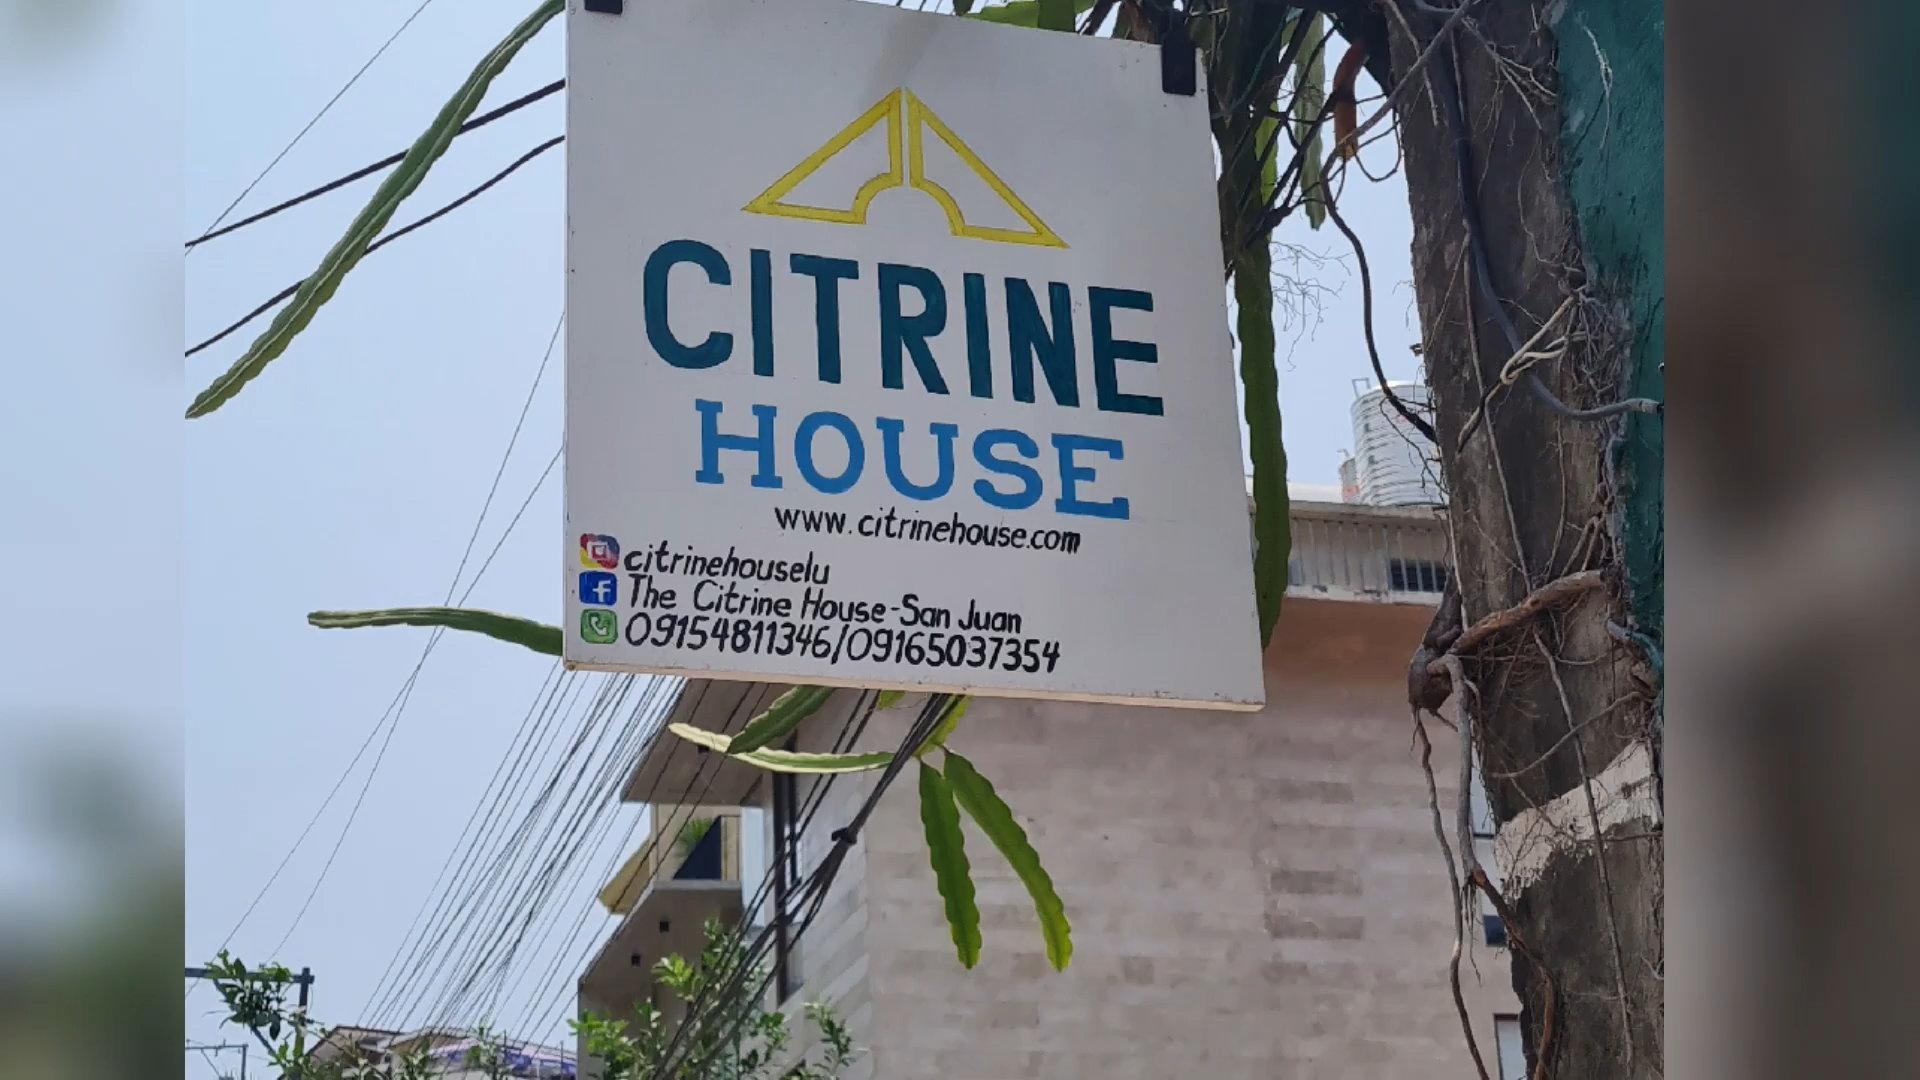 CITRINE
HOUSE
www.citrinehouse.com
citrinehouselu
The Citrine House-San Juan
09154811346/09165037354